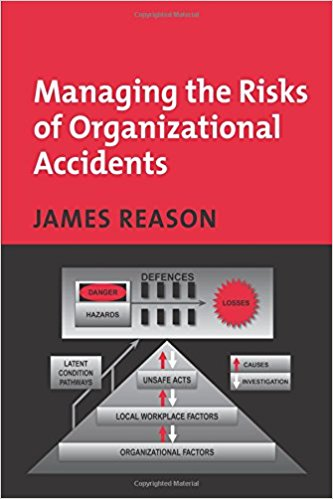 Copyrighted Material
Managing the Risks
of Organizational
Accidents
JAMES REASON
DEFENCES
DANGER
HAZARDS
LOSSES
LATENT
CONDITION
PATHWAYS
UNSAFE ACTS
CAUSES
INVESTIGATION
LOCAL WORKPLACE FACTORS
ORGANIZATIONAL FACTORS
Copyrighted Material